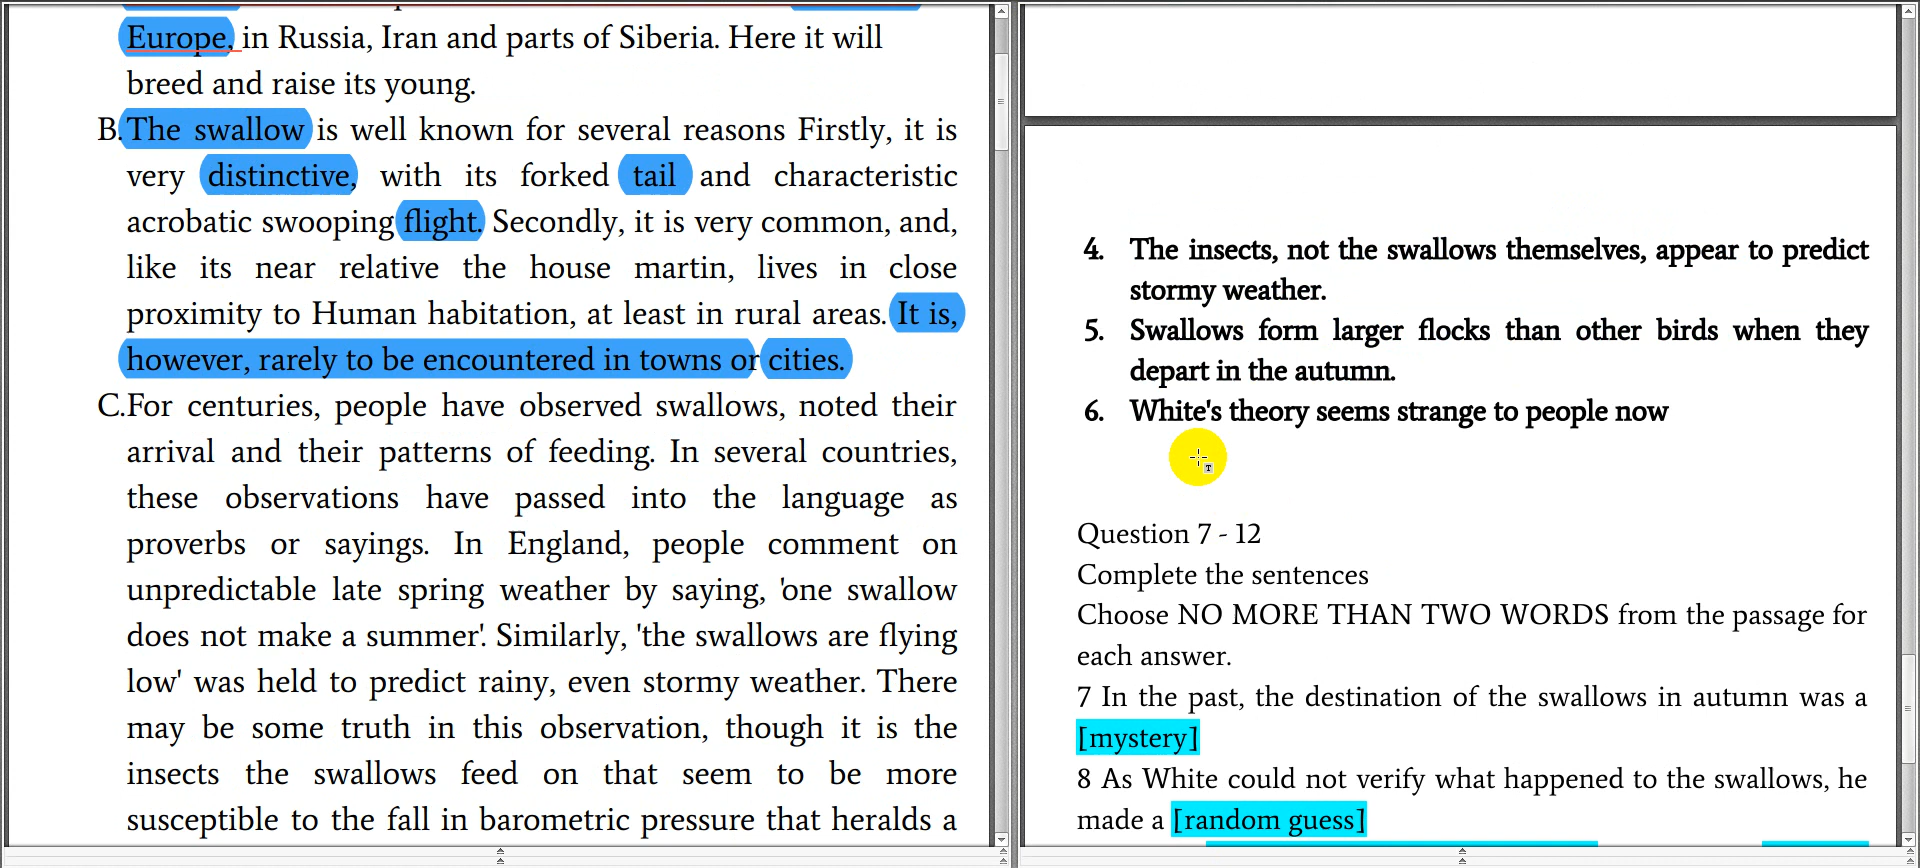 Europe, in Russia, Iran and parts of Siberia. Here it will
breed and raise its young.
B.The swallow is well known for several reasons Firstly, it is
very distinctive, with its forked tail and characteristic
acrobatic swooping flight. Secondly, it is very common, and,
like its near relative the house martin, lives in close
proximity to Human habitation, at least in rural areas. It is,
however, rarely to be encountered in towns or cities.
C.For centuries, people have observed swallows, noted their
arrival and their patterns of feeding. In several countries,
these observations have passed into the language as
proverbs or sayings. In England, people comment on
unpredictable late spring weather by saying, 'one swallow
does not make a summer'. Similarly, 'the swallows are flying
low' was held to predict rainy, even stormy weather. There
may be some truth in this observation, though it is the
insects the swallows feed on that seem to be more
susceptible to the fall in barometric pressure that heralds a
4. The insects, not the swallows themselves, appear to predict
stormy weather.
5. Swallows form larger flocks than other birds when they
depart in the autumn.
6. White's theory seems strange to people now
Question 7 - 12
Complete the sentences
Choose NO MORE THAN TWO WORDS from the passage for
each answer.
7 In the past, the destination of the swallows in autumn was a
[mystery]
8 As White could not verify what happened to the swallows, he
made a [random guess]